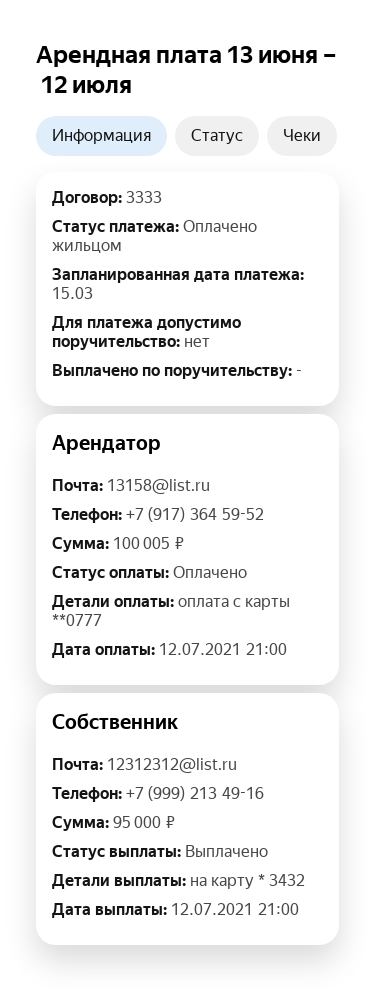 Арендная плата 13 июня –
12 июля
Информация
Статус
Чеки
Договор: 3333
Статус платежа: Оплачено
жильцом
Запланированная дата платежа:
15.03
Для платежа допустимо
поручительство: нет
Выплачено по поручительству: -
Арендатор
Почта: 13158@list.ru
Телефон: +7 (917) 364 59-52
Сумма: 100 005 ₽
Статус оплаты: Оплачено
Детали оплаты: оплата с карты
**0777
Дата оплаты: 12.07.2021 21:00
Собственник
Почта: 12312312@list.ru
Телефон: +7 (999) 213 49-16
Сумма: 95 000 ₽
Статус выплаты: Выплачено
Детали выплаты: на карту * 3432
Дата выплаты: 12.07.2021 21:00